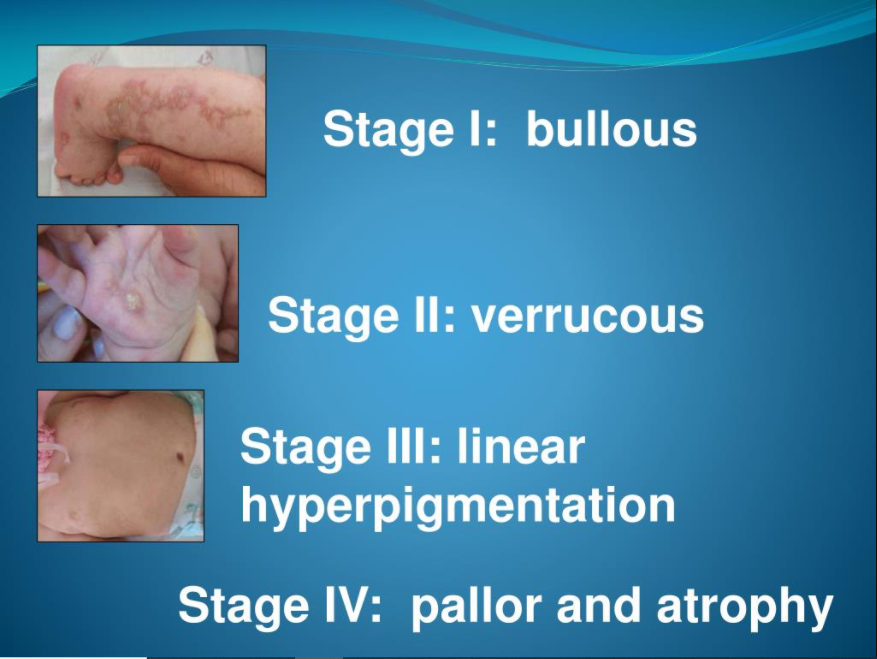 Stage I:  bullous
Stage II: verrucous
Stage III: linear
hyperpigmentation
Stage IV:  pallor and atrophy